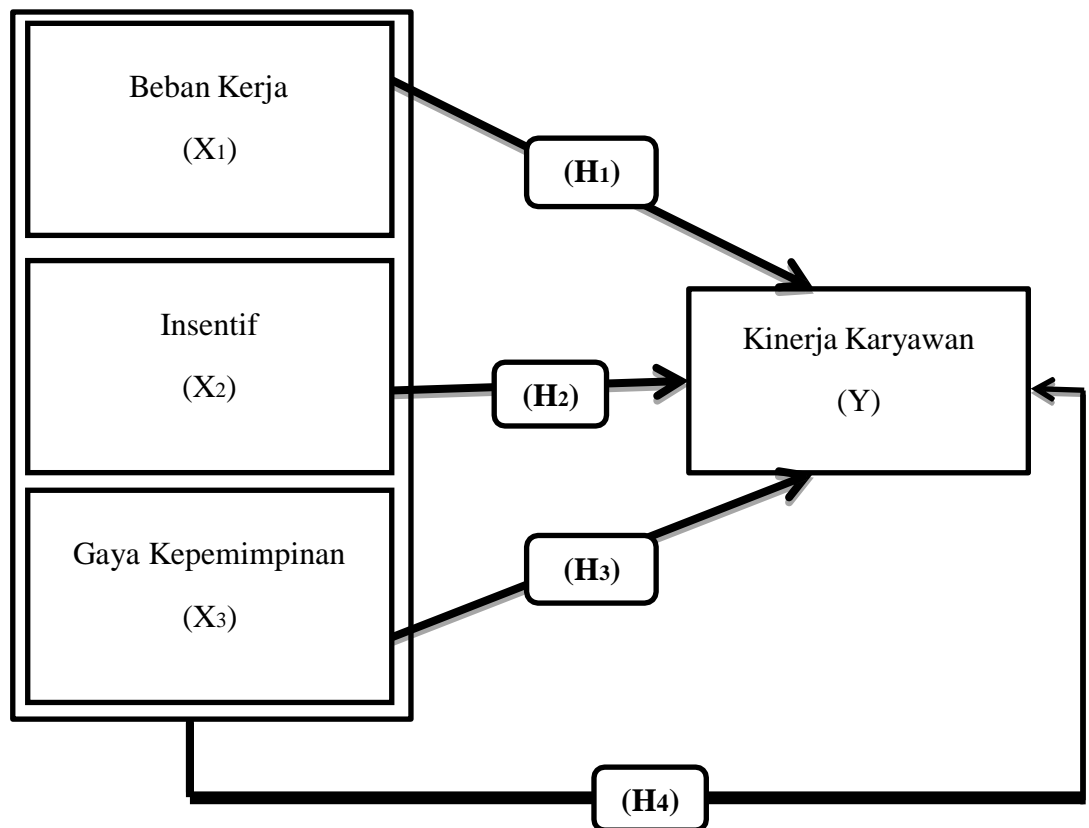 Beban Kerja
(X1)
(H1)
Insentif
(X2)
(H2)
Kinerja Karyawan
(Y)
Gaya Kepemimpinan
(X3)
(H3)
(H4)